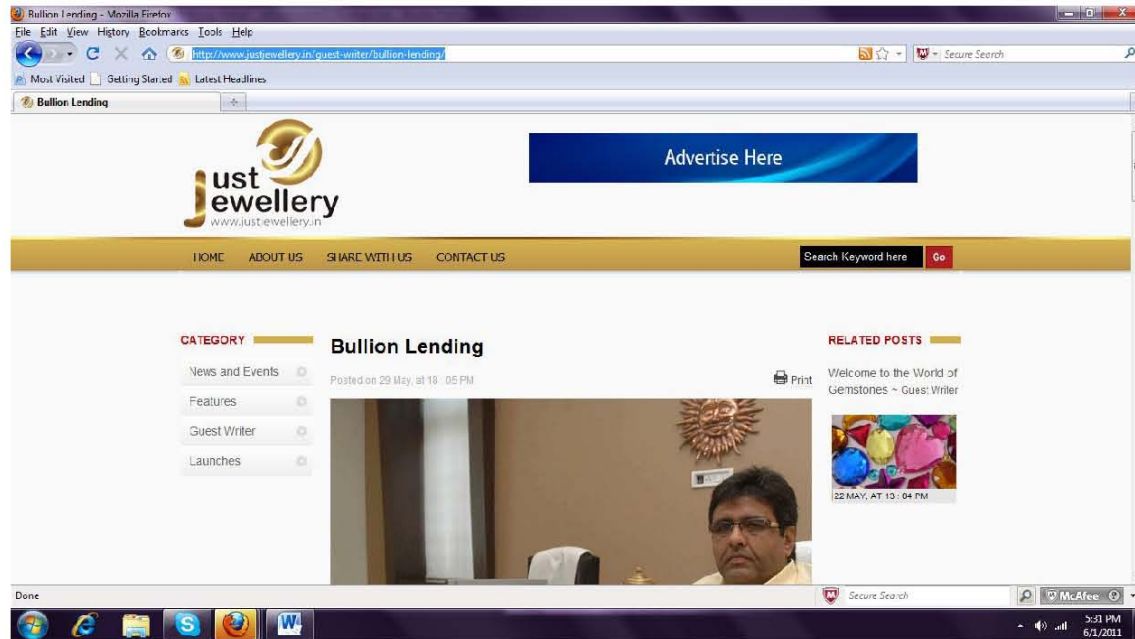 Bullion Lending - Mozilla Firefox
File Edit View History Bookmarks Tools Help
http://www.justjewellery.in/guest-writer/bullion-lending/
Secure Search
Most Visited Getting Started Latest Headlines
Bullion Lending
Just
Jewellery
www.justjewellery.in
Advertise Here
HOME ABOUT US SHARE WITH US CONTACT US
Search Keyword here Go
CATEGORY
News and Events
Features
Guest Writer
Launches
Bullion Lending
Posted on 29 May, at 18 : 05 PM
Print
RELATED POSTS
Welcome to the World of
Gemstones ~ Guest Writer
22 MAY, AT 13 : 04 PM
Done
Secure Search
McAfee
5:31 PM
6/1/2011